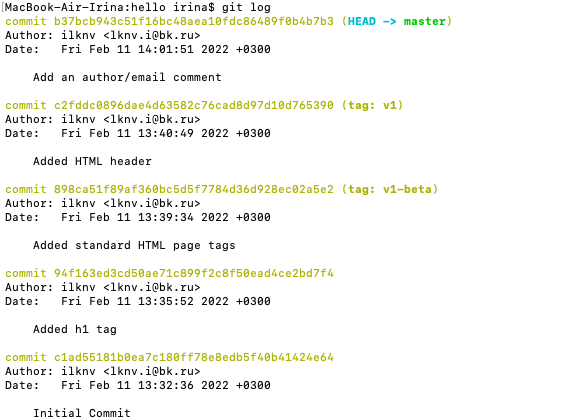 [MacBook-Air-Irina:hello irina$ git log
commit b37bcb943c51f16bc48aea10fdc86489f0b4b7b3 (HEAD -> master)
Author: ilknv <lknv.i@bk.ru>
Date:   Fri Feb 11 14:01:51 2022 +0300
Add an author/email comment
commit c2fddc0896dae4d63582c76cad8d97d10d765390 (tag: v1)
Author: ilknv <lknv.i@bk.ru>
Date:   Fri Feb 11 13:40:49 2022 +0300
Added HTML header
commit 898ca51f89af360bc5d5f7784d36d928ec02a5e2 (tag: v1-beta)
Author: ilknv <lknv.i@bk.ru>
Date:   Fri Feb 11 13:39:34 2022 +0300
Added standard HTML page tags
commit 94f163ed3cd50ae71c899f2c8f50ead4ce2bd7f4
Author: ilknv <lknv.i@bk.ru>
Date:   Fri Feb 11 13:35:52 2022 +0300
Added h1 tag
commit c1ad55181b0ea7c180ff78e8edb5f40b41424e64
Author: ilknv <lknv.i@bk.ru>
Date:   Fri Feb 11 13:32:36 2022 +0300
Initial Commit